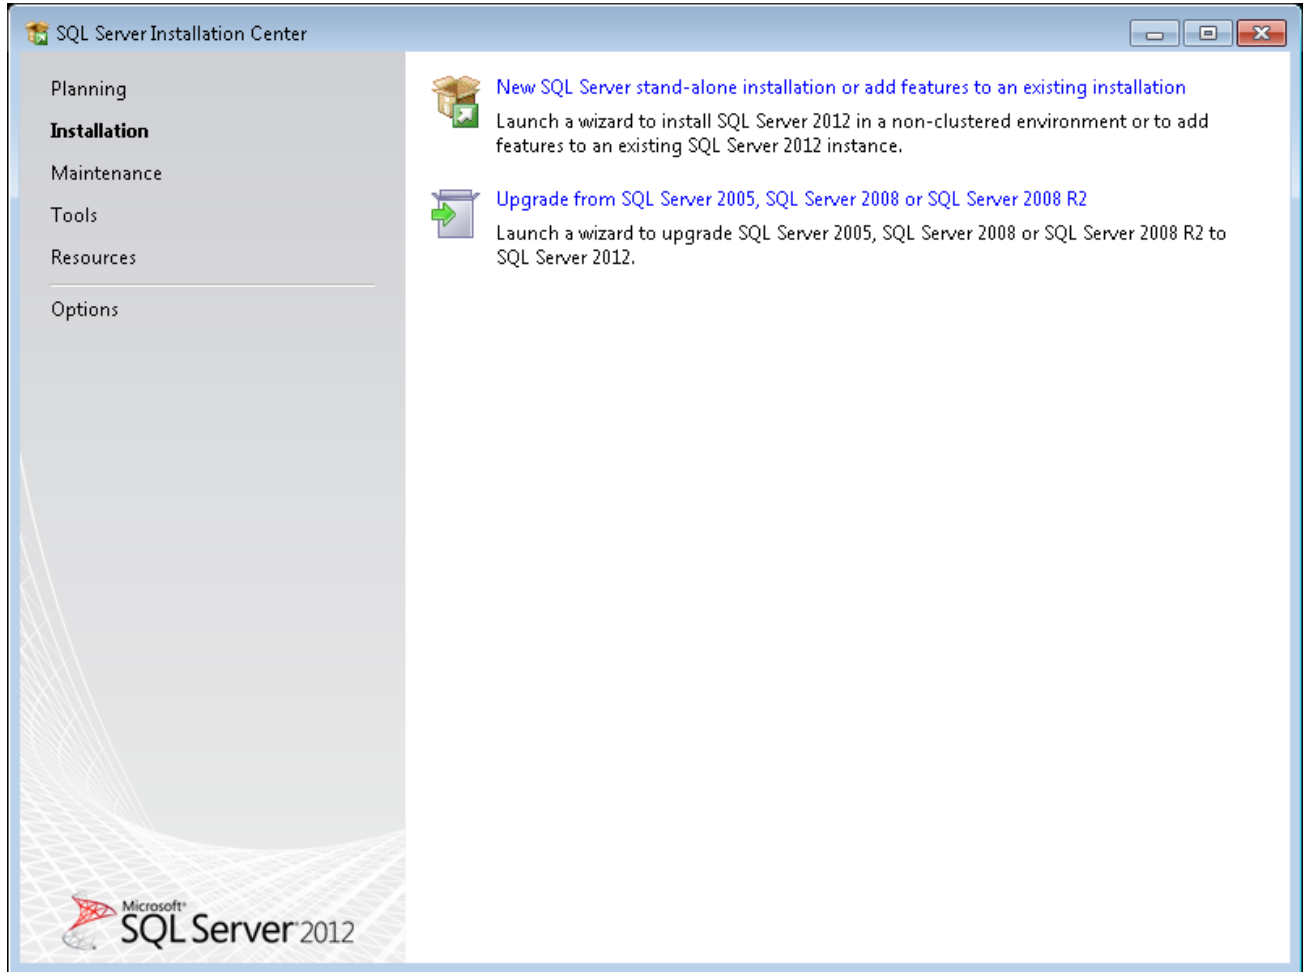 SQL Server Installation Center
Planning
Installation
Maintenance
Tools
Resources
Options
New SQL Server stand-alone installation or add features to an existing installation
Launch a wizard to install SQL Server 2012 in a non-clustered environment or to add
features to an existing SQL Server 2012 instance.
Upgrade from SQL Server 2005, SQL Server 2008 or SQL Server 2008 R2
Launch a wizard to upgrade SQL Server 2005, SQL Server 2008 or SQL Server 2008 R2 to
SQL Server 2012.
Microsoft®
SQL Server® 2012